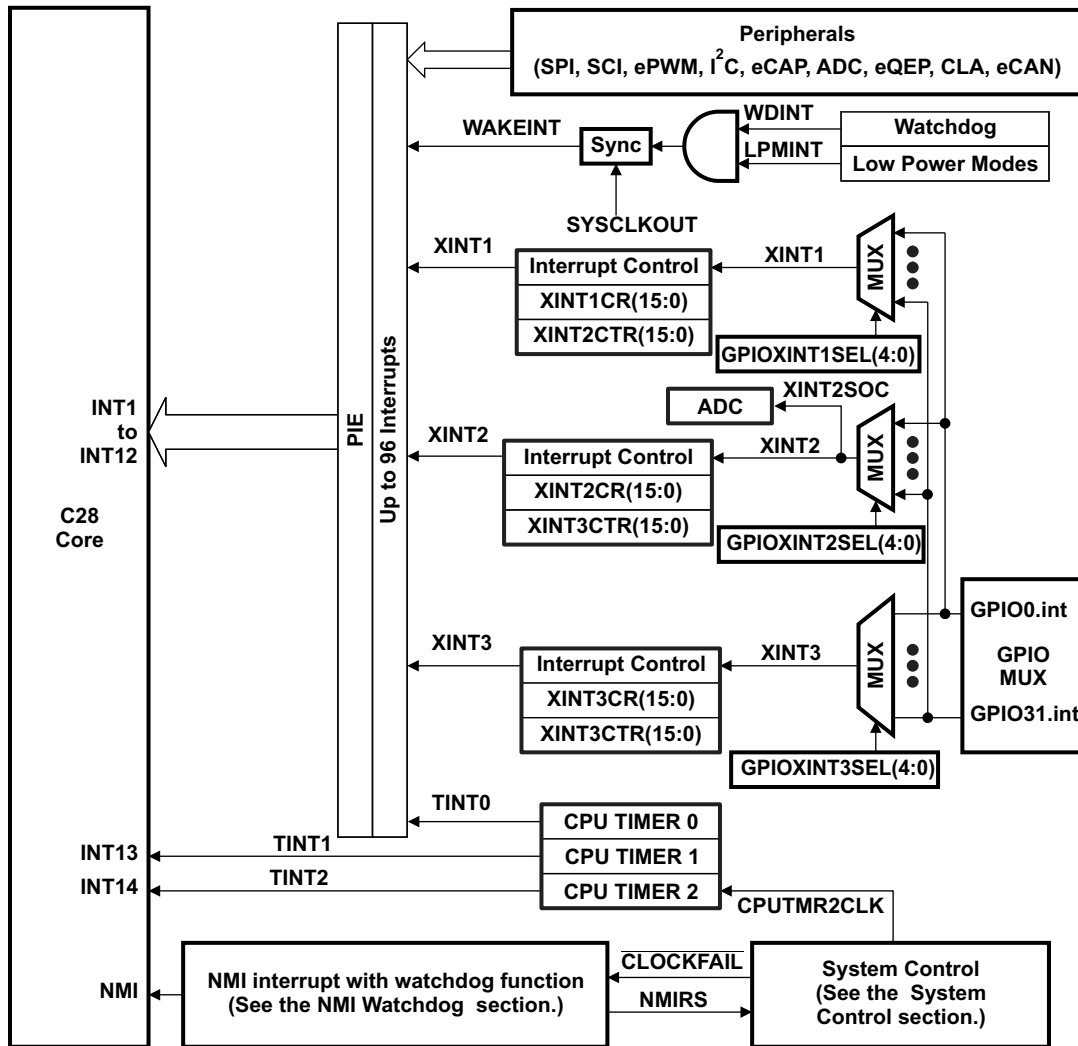 Peripherals
(SPI, SCI, ePWM, I²C, eCAP, ADC, eQEP, CLA, eCAN)
WDINT
Watchdog
WAKEINT
Sync
LPMINT
Low Power Modes
SYSCLKOUT
XINT1
Interrupt Control
XINT1
MUX
XINT1CR(15:0)
XINT2CTR(15:0)
GPIOXINT1SEL(4:0)
XINT2SOC
ADC
INT1
to
INT12
PIE
Up to 96 Interrupts
XINT2
Interrupt Control
XINT2
MUX
XINT2CR(15:0)
XINT3CTR(15:0)
C28
Core
GPIOXINT2SEL(4:0)
GPIO0.int
GPIO
MUX
GPIO31.int
XINT3
Interrupt Control
XINT3
MUX
XINT3CR(15:0)
XINT3CTR(15:0)
GPIOXINT3SEL(4:0)
TINT0
CPU TIMER 0
INT13
TINT1
CPU TIMER 1
INT14
TINT2
CPU TIMER 2
CPUTMR2CLK
NMI
NMI interrupt with watchdog function
(See the NMI Watchdog section.)
CLOCKFAIL
NMIRS
System Control
(See the System
Control section.)